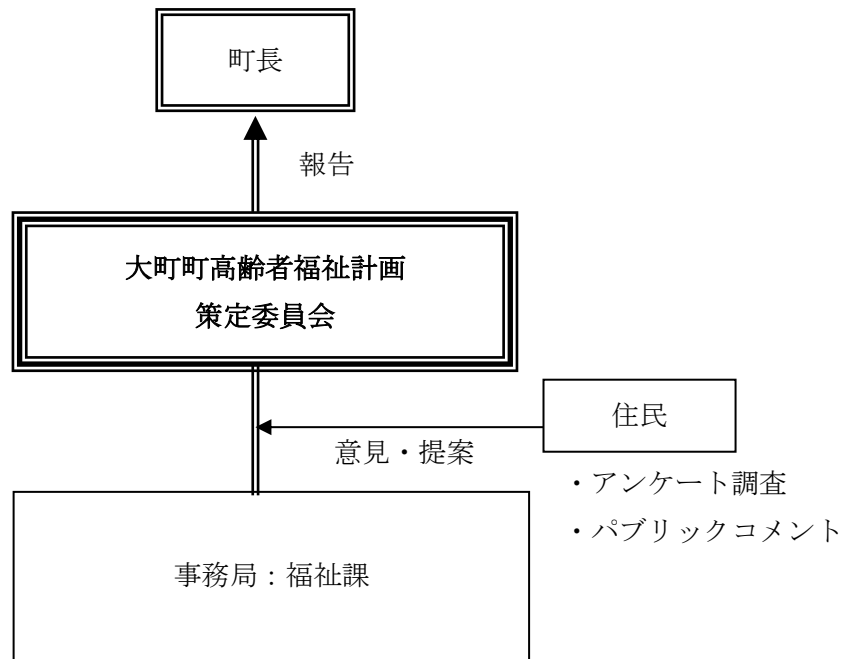 町長
報告
大町町高齢者福祉計画
策定委員会
住民
意見・提案
・アンケート調査
・パブリックコメント
事務局：福祉課